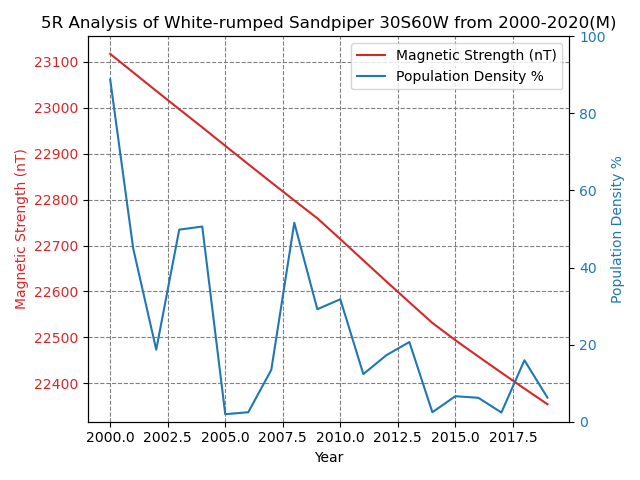 5R Analysis of White-rumped Sandpiper 30S60W from 2000-2020(M)
Magnetic Strength (nT)
Population Density %
23100
23000
22900
22800
22700
22600
22500
22400
Magnetic Strength (nT)
100
80
60
40
20
0
Population Density %
2000.0 2002.5 2005.0 2007.5 2010.0 2012.5 2015.0 2017.5
Year